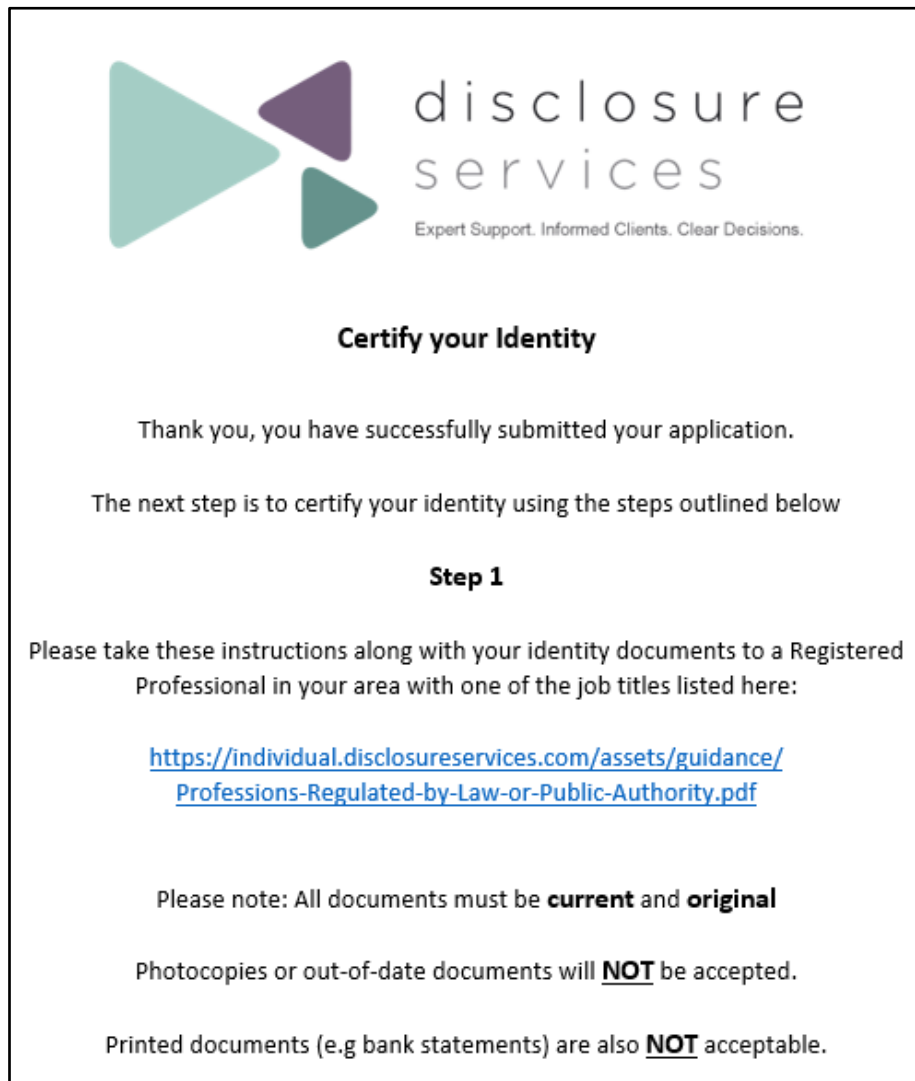 disclosure
services
Expert Support. Informed Clients. Clear Decisions.
Certify your Identity
Thank you, you have successfully submitted your application.
The next step is to certify your identity using the steps outlined below
Step 1
Please take these instructions along with your identity documents to a Registered
Professional in your area with one of the job titles listed here:
https://individual.disclosureservices.com/assets/guidance/
Professions-Regulated-by-Law-or-Public-Authority.pdf
Please note: All documents must be current and original
Photocopies or out-of-date documents will NOT be accepted.
Printed documents (e.g bank statements) are also NOT acceptable.